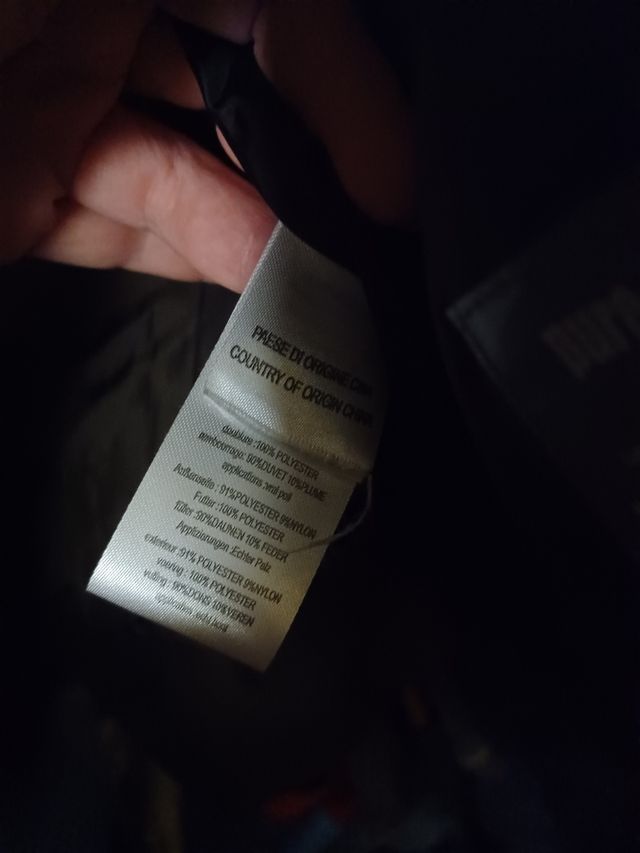 PAESE DI ORIGINE CINA
COUNTRY OF ORIGIN CHINA
doublure :100% POLYESTER
rembourrage: 90%DUVET 10%PLUME
applications :vrai poil
Außenseite : 91%POLYESTER 9%NYLON
Futter :100% POLYESTER
füller :90%DAUNEN 10% FEDER
Applizierungen :Echter Pelz
exterieur :91% POLYESTER 9%NYLON
voering : 100% POLYESTER
vulling : 90%DONS 10%VEREN